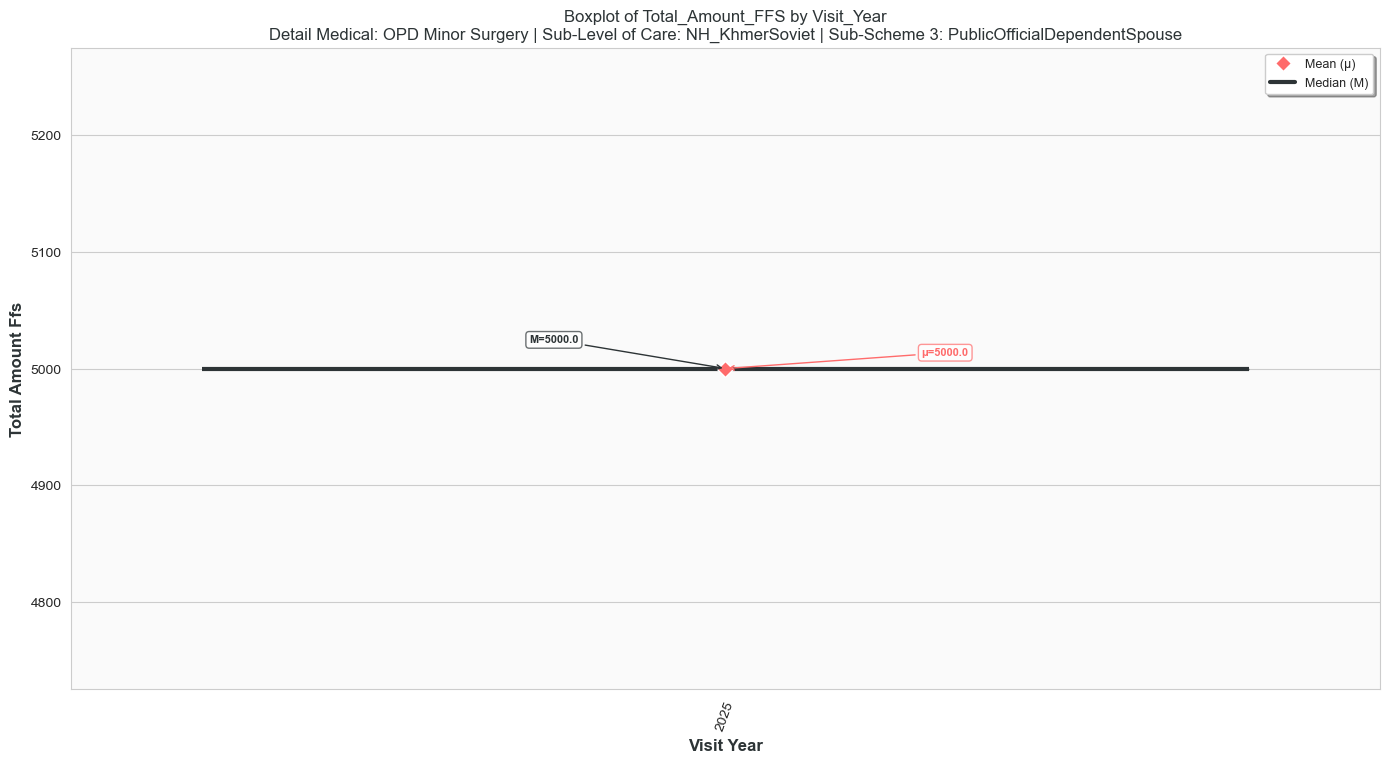 Boxplot of Total_Amount_FFS by Visit_Year
Detail Medical: OPD Minor Surgery | Sub-Level of Care: NH_KhmerSoviet | Sub-Scheme 3: PublicOfficialDependentSpouse
Mean (μ)
Median (M)
5200
5100
5000
4900
4800
Total Amount Ffs
M=5000.0
μ=5000.0
2025
Visit Year